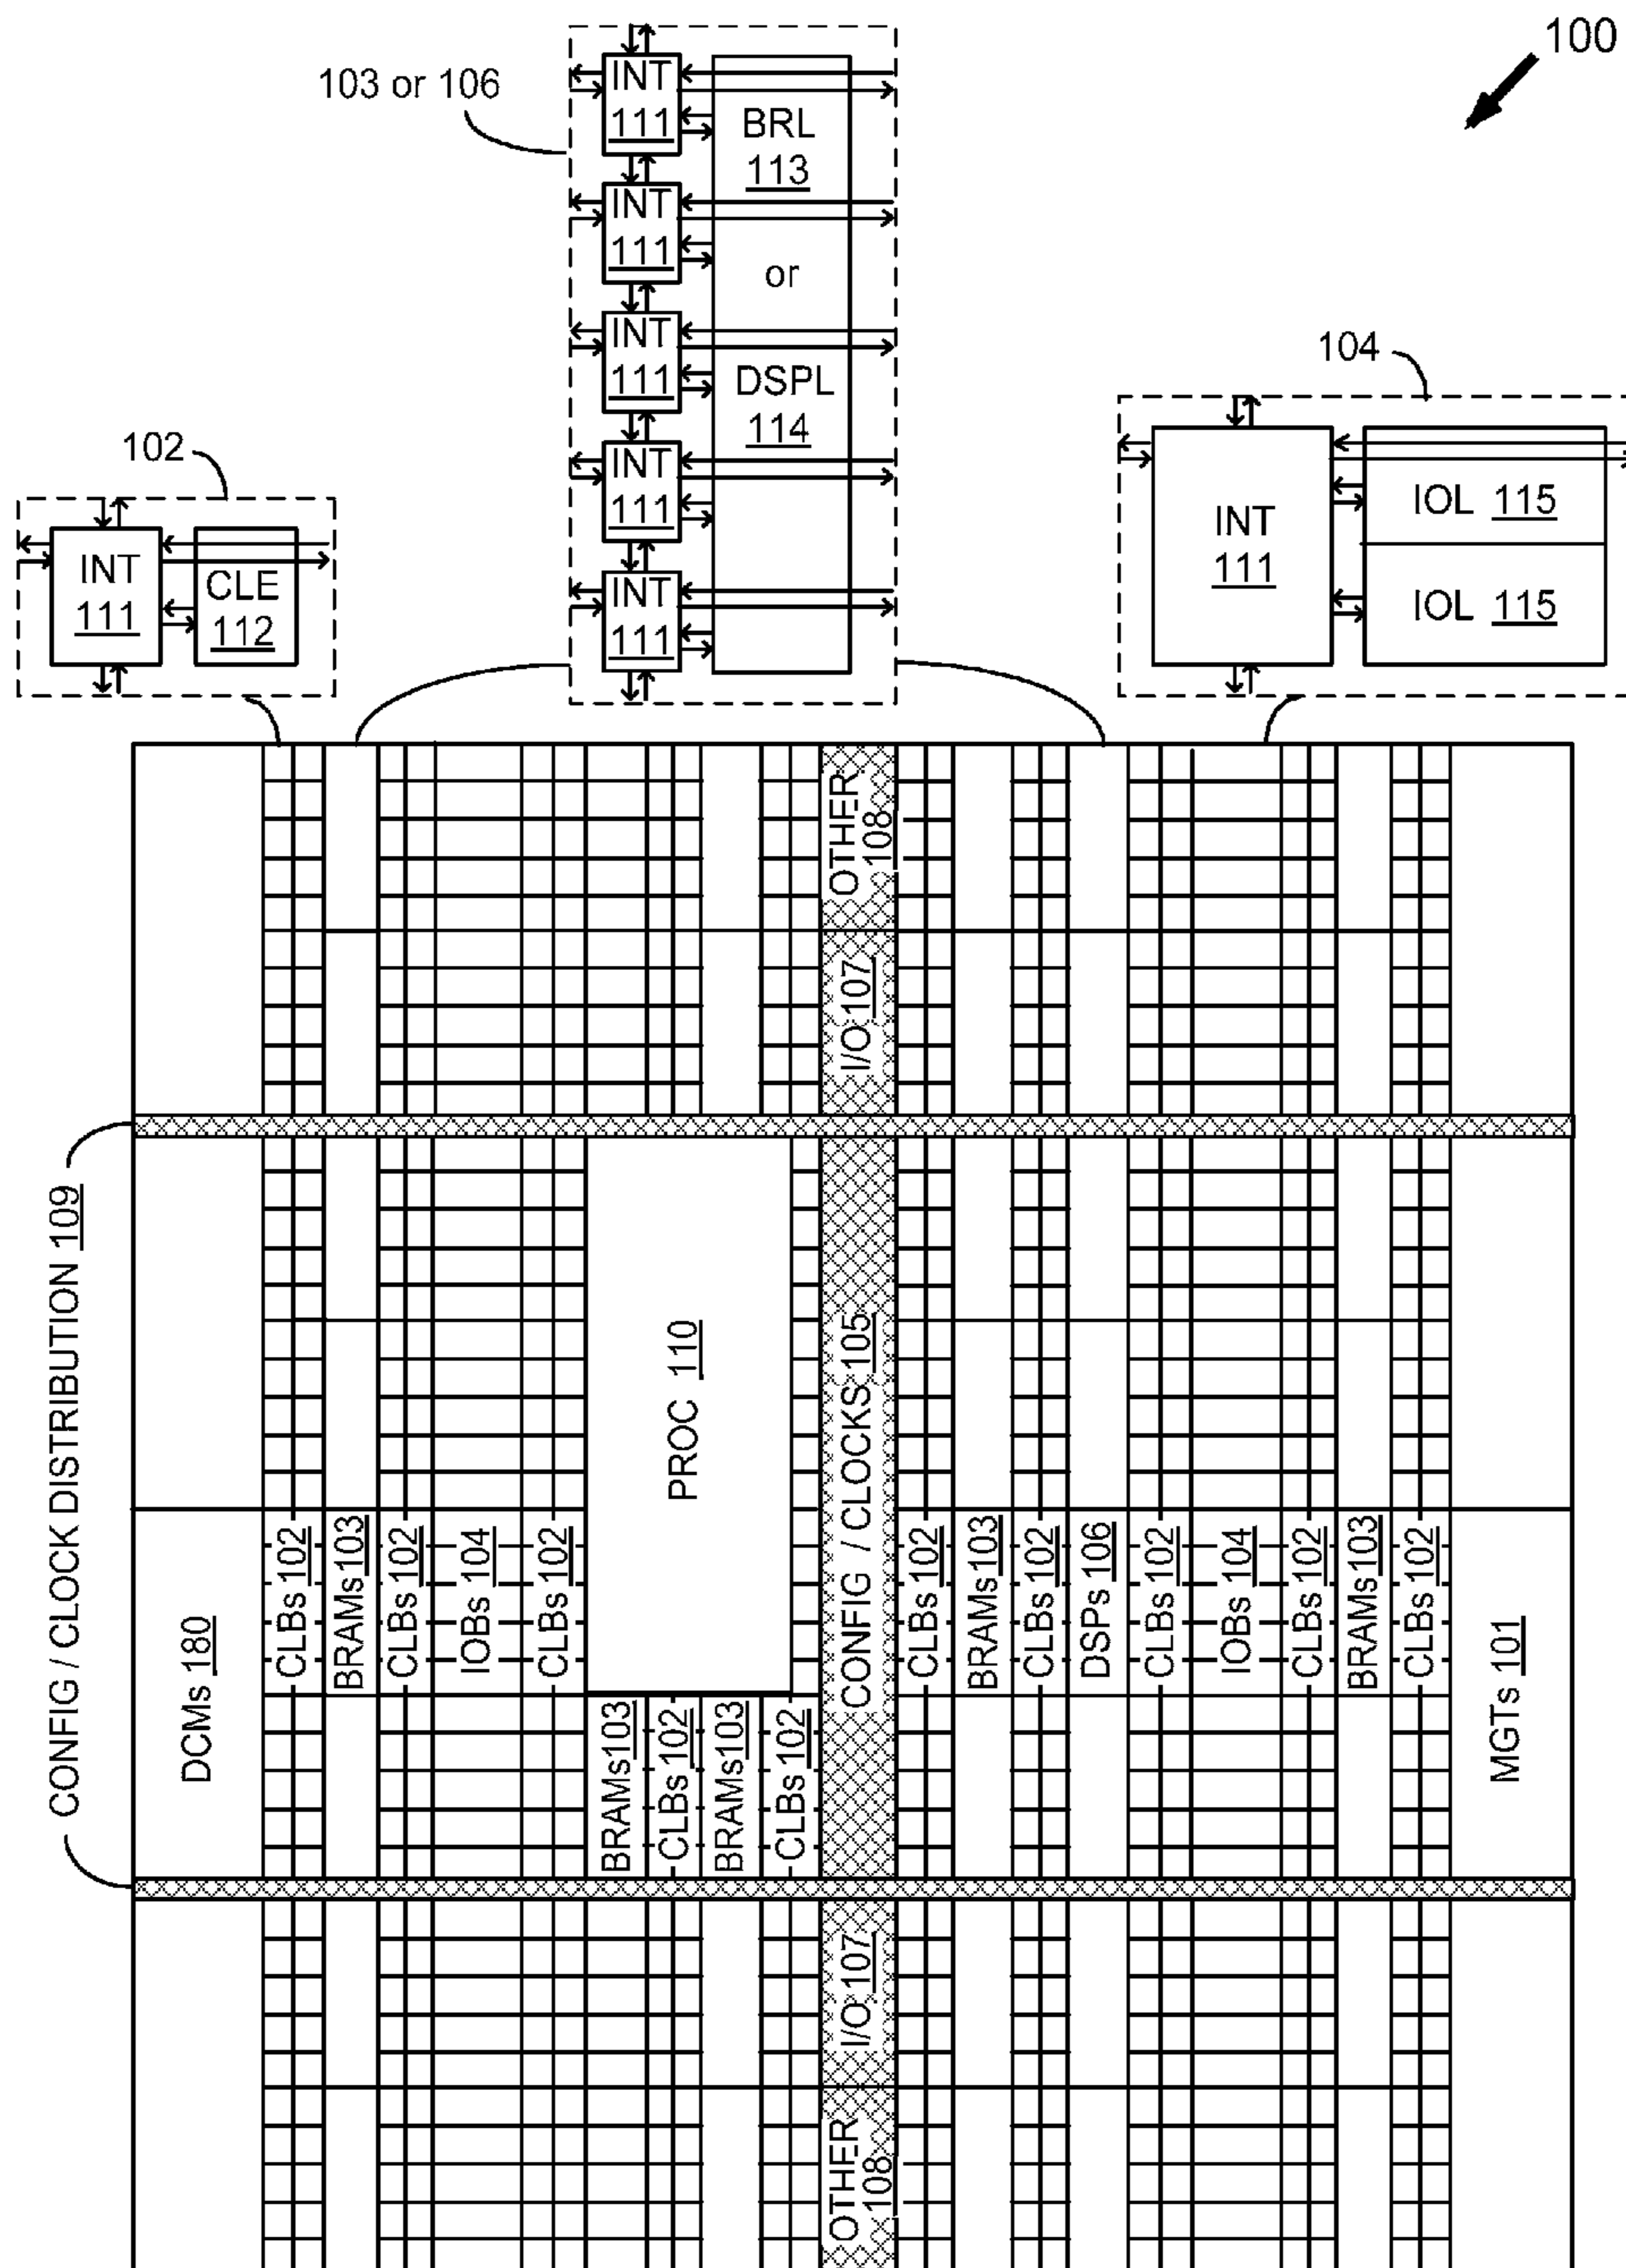 100
103 or 106
INT
111
INT
111
INT
111
INT
111
INT
111
BRL
113
or
DSPL
114
104
INT
111
IOL 115
IOL 115
102
INT
111
CLE
112
OTHER
108
I/O 107
CONFIG / CLOCK DISTRIBUTION 109
PROC 110
CONFIG / CLOCKS 105
DCMs 180
CLBs 102
BRAMs 103
CLBs 102
IOBs 104
CLBs 102
BRAMs 103
CLBs 102
BRAMs 103
CLBs 102
CLBs 102
BRAMs 103
CLBs 102
DSPs 106
CLBs 102
IOBs 104
CLBs 102
BRAMs 103
CLBs 102
MGTs 101
I/O 107
OTHER
108